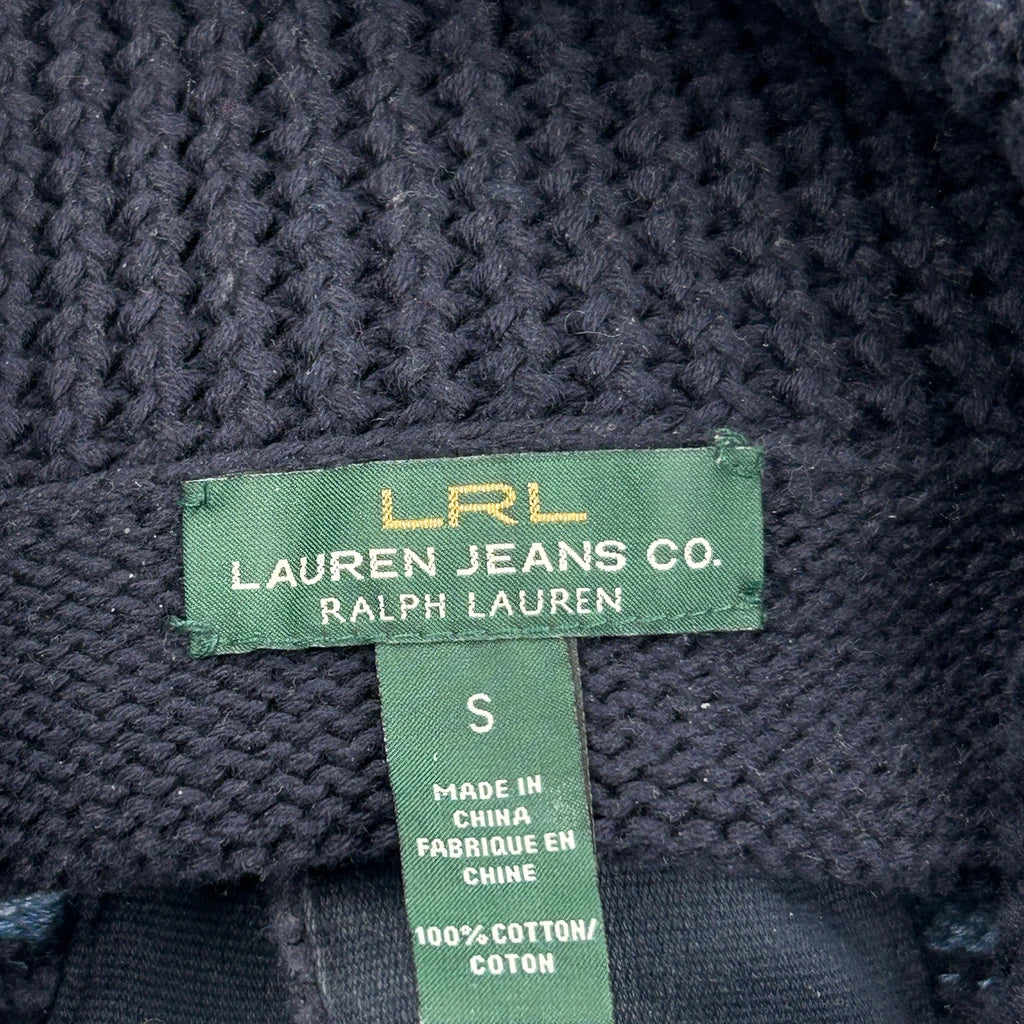 LRL
LAUREN JEANS CO.
RALPH LAUREN
S
MADE IN
CHINA
FABRIQUE EN
CHINE
100% COTTON/
COTON